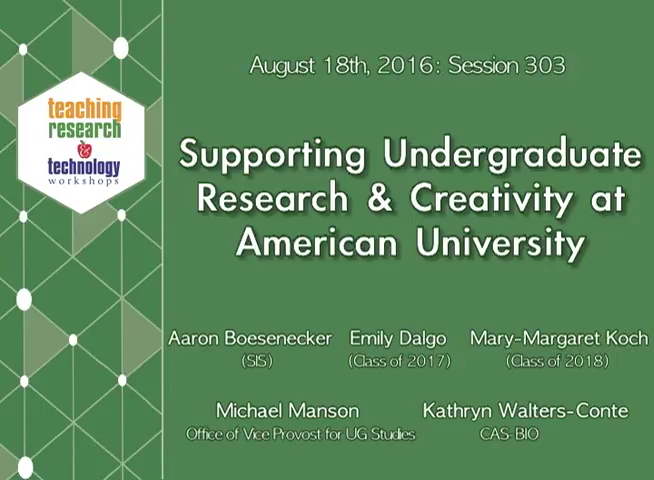 August 18th, 2016: Session 303
teaching
research
&
technology
workshops
Supporting Undergraduate
Research & Creativity at
American University
Aaron Boesenecker Emily Dalgo Mary-Margaret Koch
(SIS) (Class of 2017) (Class of 2018)
Michael Manson Kathryn Walters-Conte
Office of Vice Provost for UG Studies CAS-BIO